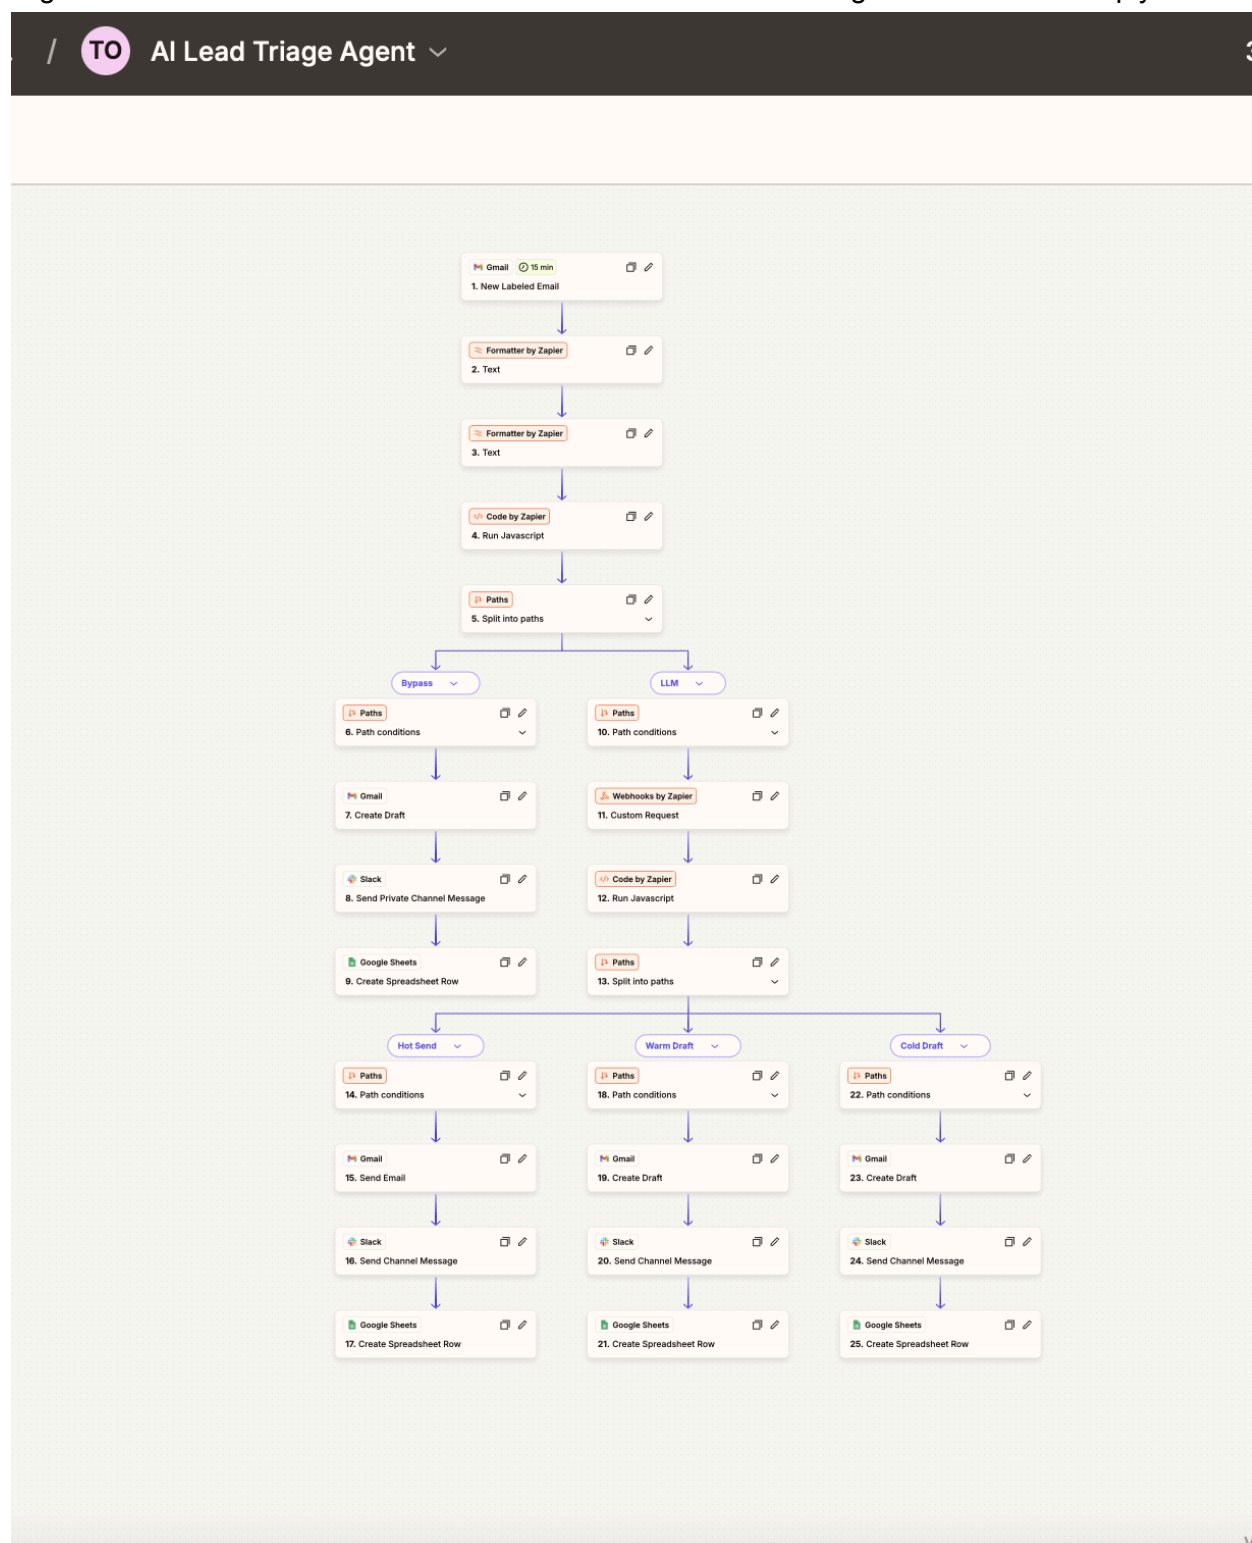 / TO AI Lead Triage Agent
Gmail 15 min
1. New Labeled Email
Formatter by Zapier
2. Text
Formatter by Zapier
3. Text
Code by Zapier
4. Run Javascript
Paths
5. Split into paths
Bypass LLM
Paths Paths
6. Path conditions 10. Path conditions
Gmail Webhooks by Zapier
7. Create Draft 11. Custom Request
Slack Code by Zapier
8. Send Private Channel Message 12. Run Javascript
Google Sheets Paths
9. Create Spreadsheet Row 13. Split into paths
Hot Send Warm Draft Cold Draft
Paths Paths Paths
14. Path conditions 18. Path conditions 22. Path conditions
Gmail Gmail Gmail
15. Send Email 19. Create Draft 23. Create Draft
Slack Slack Slack
16. Send Channel Message 20. Send Channel Message 24. Send Channel Message
Google Sheets Google Sheets Google Sheets
17. Create Spreadsheet Row 21. Create Spreadsheet Row 25. Create Spreadsheet Row